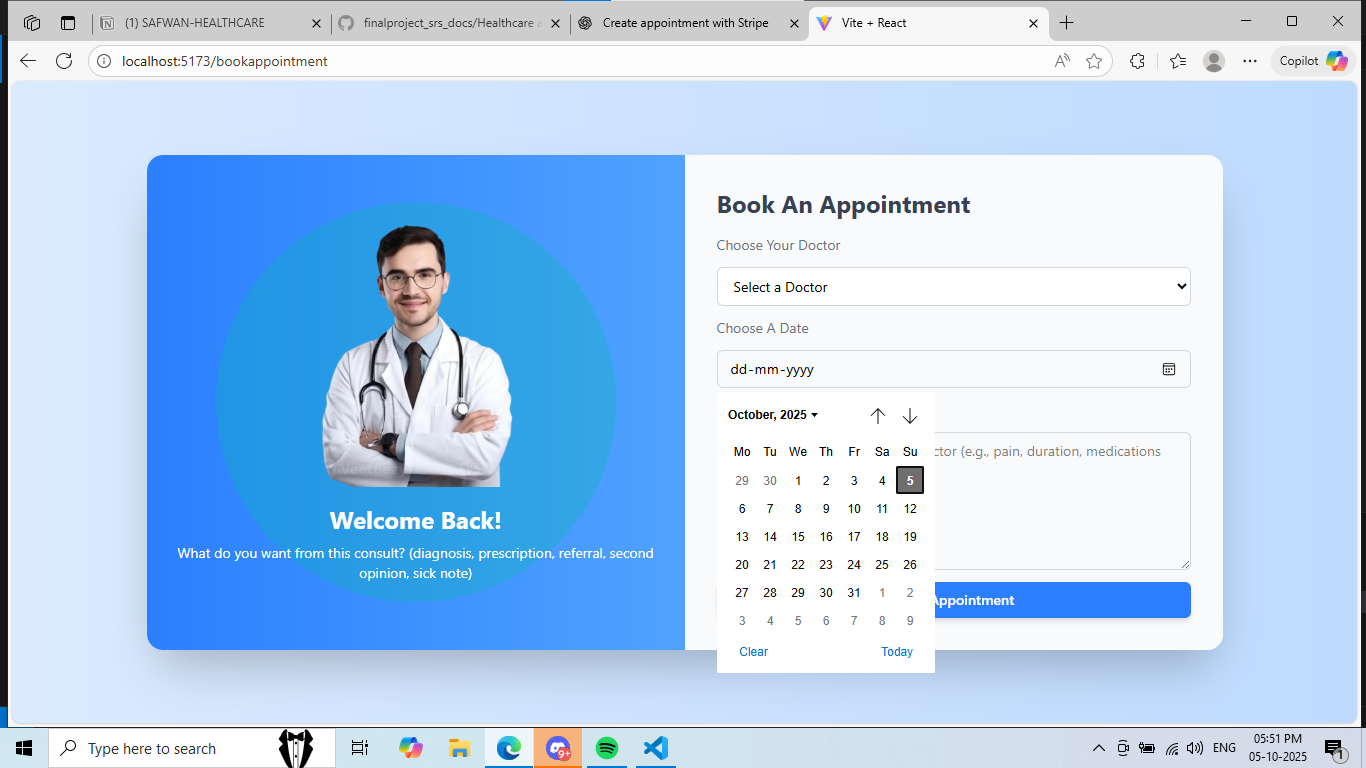 (1) SAFWAN-HEALTHCARE
finalproject_srs_docs/Healthcare a
Create appointment with Stripe
Vite + React
localhost:5173/bookappointment
Copilot
Book An Appointment
Choose Your Doctor
Select a Doctor
Choose A Date
dd-mm-yyyy
October, 2025
Mo Tu We Th Fr Sa Su
29 30 1 2 3 4 5
6 7 8 9 10 11 12
13 14 15 16 17 18 19
20 21 22 23 24 25 26
27 28 29 30 31 1 2
3 4 5 6 7 8 9
Clear Today
ctor (e.g., pain, duration, medications
Appointment
Welcome Back!
What do you want from this consult? (diagnosis, prescription, referral, second
opinion, sick note)
Type here to search
9+
ENG
05:51 PM
05-10-2025
1